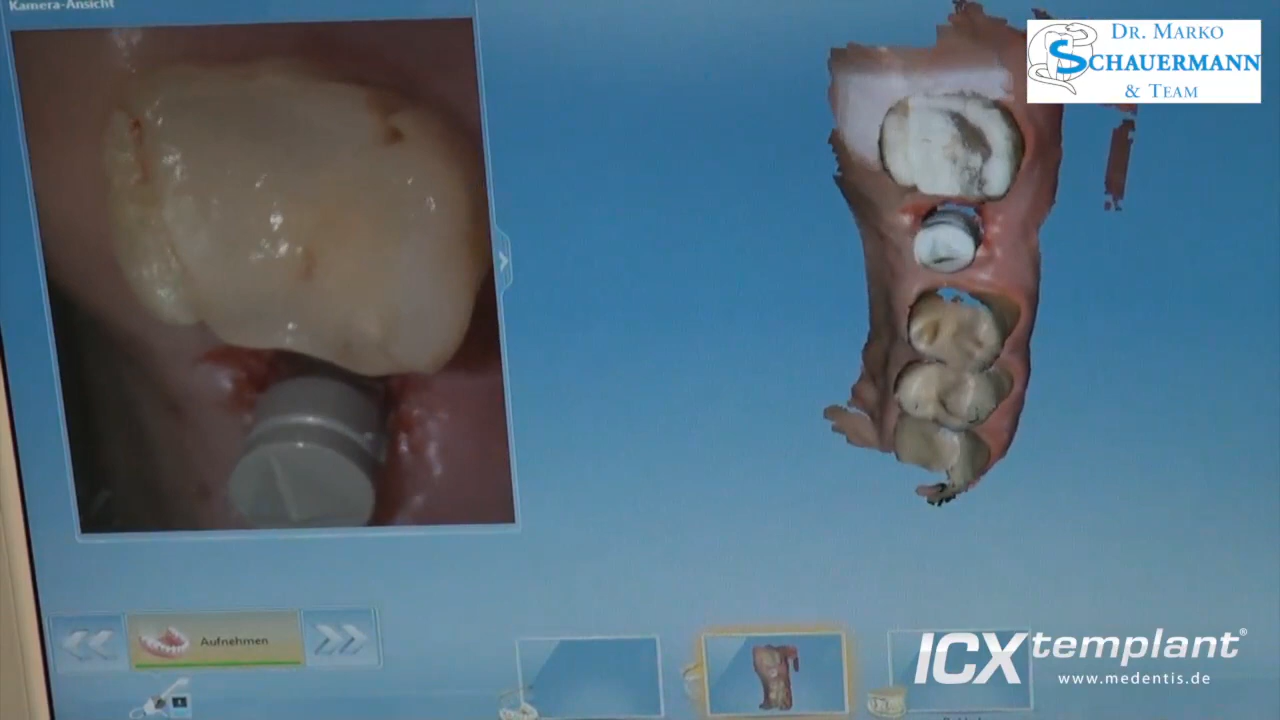 Kamera-Ansicht
DR. MARKO
SCHAUERMANN
& TEAM
Aufnehmen
ICX templant®
www.medentis.de